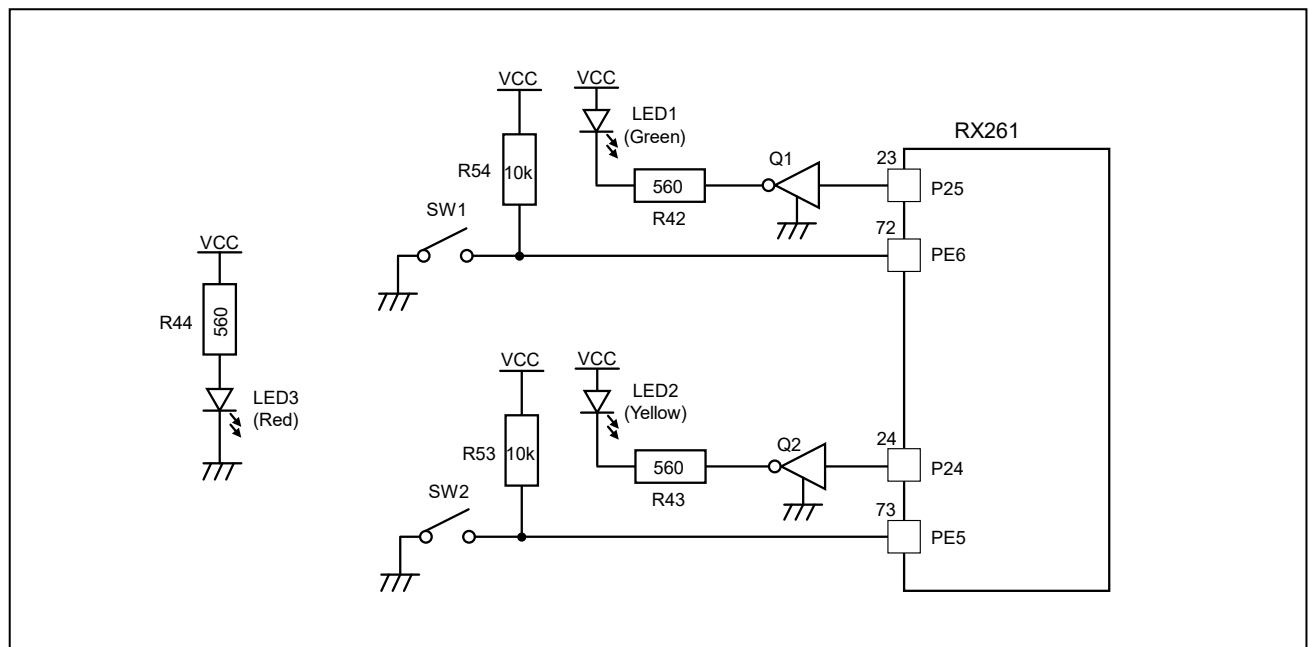 VCC
VCC
LED1
(Green)
RX261
R54
10k
560
R42
Q1
23
P25
SW1
72
PE6
VCC
R44
560
LED3
(Red)
VCC
VCC
LED2
(Yellow)
R53
10k
560
R43
Q2
24
P24
SW2
73
PE5